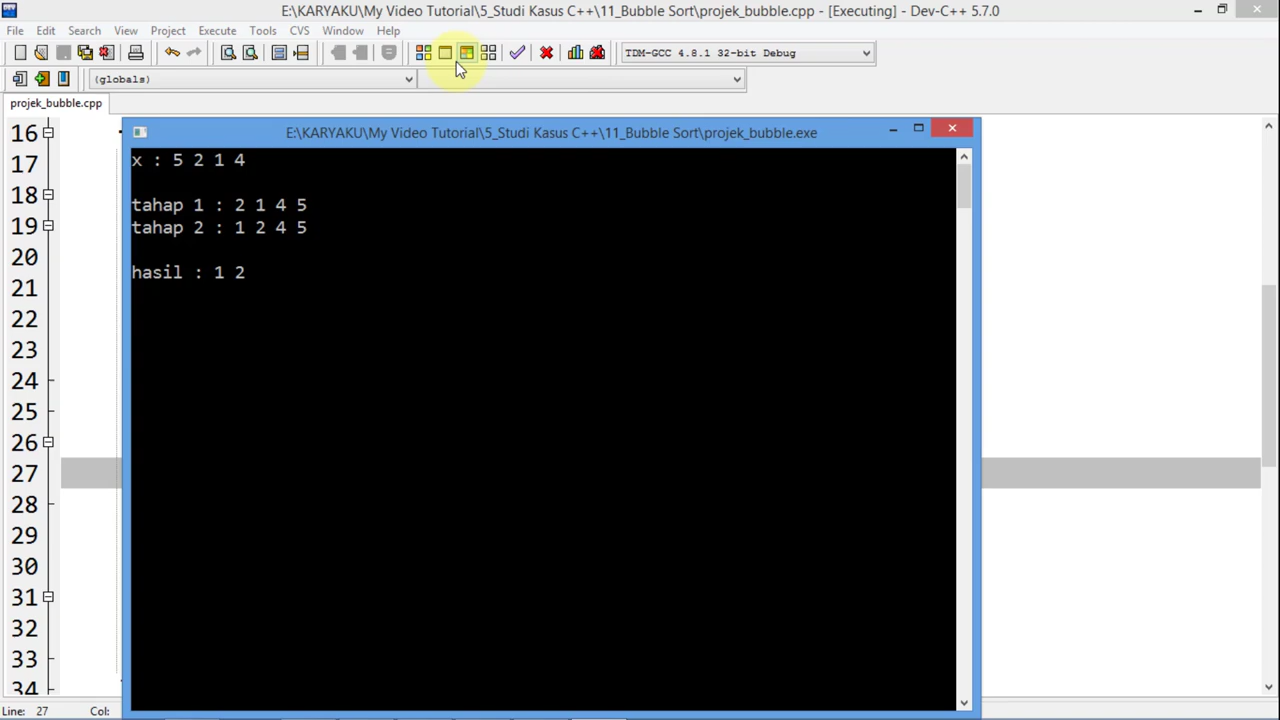 E:\KARYAKU\My Video Tutorial\5_Studi Kasus C++\11_Bubble Sort\projek_bubble.cpp - [Executing] - Dev-C++ 5.7.0
File Edit Search View Project Execute Tools CVS Window Help
TDM-GCC 4.8.1 32-bit Debug
(globals)
projek_bubble.cpp
E:\KARYAKU\My Video Tutorial\5_Studi Kasus C++\11_Bubble Sort\projek_bubble.exe
x : 5 2 1 4
tahap 1 : 2 1 4 5
tahap 2 : 1 2 4 5
hasil : 1 2
16
17
18
19
20
21
22
23
24
25
26
27
28
29
30
31
32
33
34
Line: 27 Col: